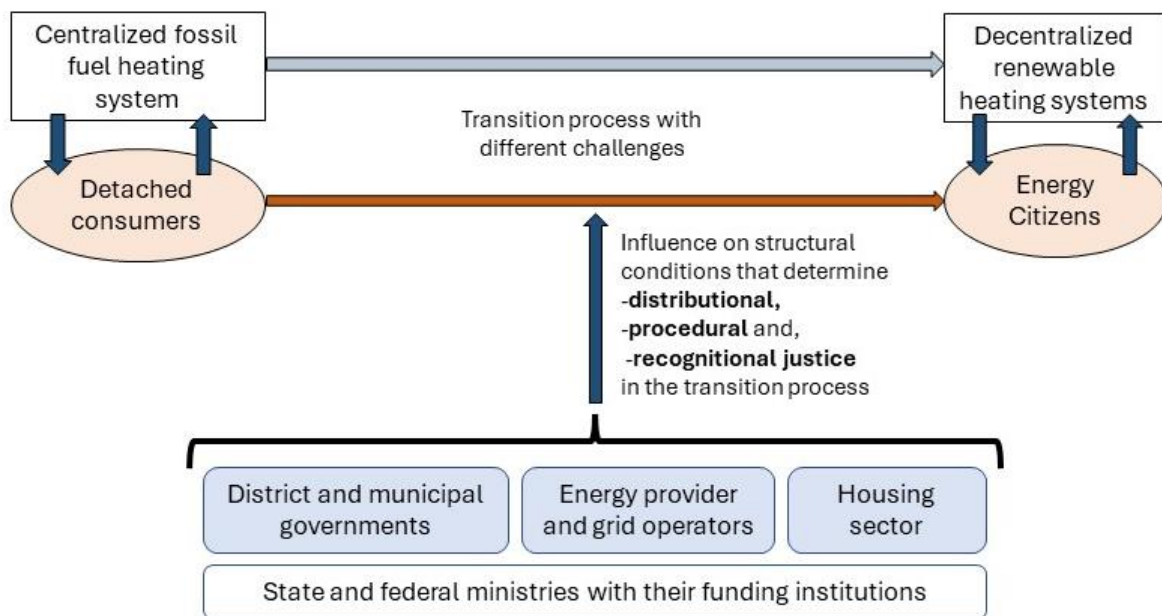 Centralized fossil
fuel heating
system
Decentralized
renewable
heating systems
Transition process with
different challenges
Detached
consumers
Energy
Citizens
Influence on structural
conditions that determine
-distributional,
-procedural and,
-recognitional justice
in the transition process
District and municipal
governments
Energy provider
and grid operators
Housing
sector
State and federal ministries with their funding institutions